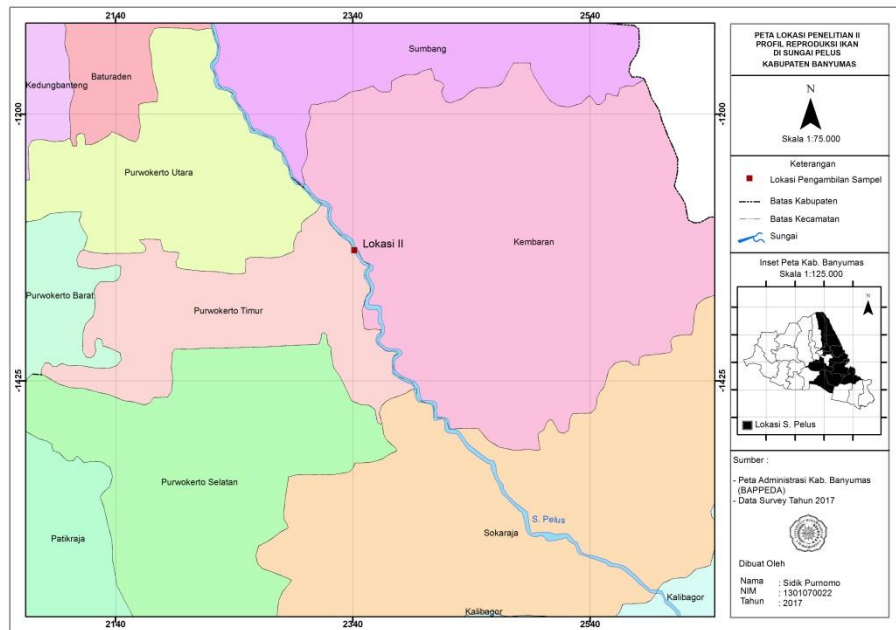 2140
2340
2540
Sumbang
Kedungbanteng
Baturaden
-1200
-1200
Purwokerto Utara
Lokasi II
Kembaran
Purwokerto Barat
Purwokerto Timur
-1425
-1425
Purwokerto Selatan
S. Pelus
Sokaraja
Patikraja
Kalibagor
Kalibagor
2140
2340
2540
PETA LOKASI PENELITIAN II
PROFIL REPRODUKSI IKAN
DI SUNGAI PELUS
KABUPATEN BANYUMAS
N
Skala 1:75.000
Keterangan
Lokasi Pengambilan Sampel
Batas Kabupaten
Batas Kecamatan
Sungai
Inset Peta Kab. Banyumas
Skala 1:125.000
N
Lokasi S. Pelus
Sumber :
- Peta Administrasi Kab. Banyumas
(BAPPEDA)
- Data Survey Tahun 2017
Dibuat Oleh
Nama : Sidik Purnomo
NIM : 1301070022
Tahun : 2017